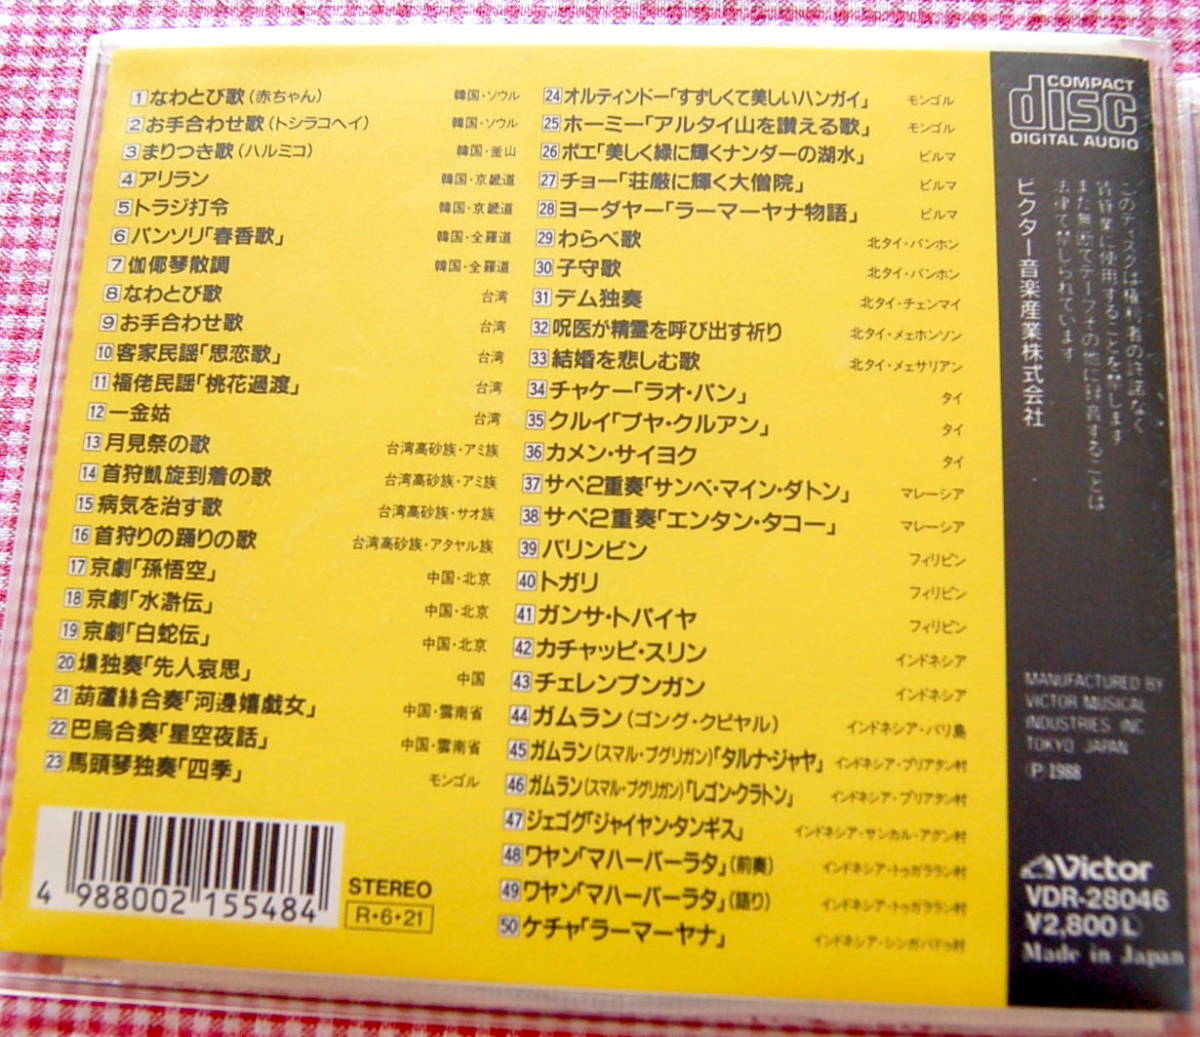 1 なわとび歌(赤ちゃん) 韓国・ソウル
2 お手合わせ歌(トシラコヘイ) 韓国・ソウル
3 まりつき歌(ハルミコ) 韓国・釜山
4 アリラン 韓国・京畿道
5 トラジ打令 韓国・京畿道
6 パンソリ「春香歌」 韓国・全羅道
7 伽倻琴散調 韓国・全羅道
8 なわとび歌 台湾
9 お手合わせ歌 台湾
10 客家民謡「思恋歌」 台湾
11 福佬民謡「桃花過渡」 台湾
12 一金姑 台湾
13 月見祭の歌 台湾高砂族・アミ族
14 首狩凱旋到着の歌 台湾高砂族・アミ族
15 病気を治す歌 台湾高砂族・サオ族
16 首狩りの踊りの歌 台湾高砂族・アタヤル族
17 京劇「孫悟空」 中国・北京
18 京劇「水滸伝」 中国・北京
19 京劇「白蛇伝」 中国・北京
20 壎独奏「先人哀思」 中国
21 葫蘆絲合奏「河邊嬉戯女」 中国・雲南省
22 巴烏合奏「星空夜話」 中国・雲南省
23 馬頭琴独奏「四季」 モンゴル
24 オルティンドー「すずしくて美しいハンガイ」 モンゴル
25 ホーミー「アルタイ山を讃える歌」 モンゴル
26 ボエ「美しく緑に輝くナンダーの湖水」 ビルマ
27 チョー「荘厳に輝く大僧院」 ビルマ
28 ヨーダヤー「ラーマーヤナ物語」 ビルマ
29 わらべ歌 北タイ・バンホン
30 子守歌 北タイ・バンホン
31 デム独奏 北タイ・チェンマイ
32 呪医が精霊を呼び出す祈り 北タイ・メェホンソン
33 結婚を悲しむ歌 北タイ・メェサリアン
34 チャケー「ラオ・パン」 タイ
35 クルイ「プヤ・クルアン」 タイ
36 カメン・サイヨク タイ
37 サペ2重奏「サンペ・マイン・ダトン」 マレーシア
38 サペ2重奏「エンタン・タコー」 マレーシア
39 バリンビン フィリピン
40 トガリ フィリピン
41 ガンサ・トパイヤ フィリピン
42 カチャッピ・スリン インドネシア
43 チェレンプンガン インドネシア
44 ガムラン(ゴング・クビヤル) インドネシア・バリ島
45 ガムラン(スマル・プグリガン)「タルナ・ジャヤ」 インドネシア・プリアタン村
46 ガムラン(スマル・プグリガン)「レゴン・クラトン」 インドネシア・プリアタン村
47 ジェゴグ「ジャイヤン・タンギス」 インドネシア・サンカル・アグン村
48 ワヤン「マハーバーラタ」(前奏) インドネシア・トゥガララン村
49 ワヤン「マハーバーラタ」(語り) インドネシア・トゥガララン村
50 ケチャ「ラーマーヤナ」 インドネシア・シンガパドゥ村
4 988002 155484
STEREO
R・6・21
COMPACT
disc
DIGITAL AUDIO
このディスクは権利者の許諾なく
賃貸業に使用することを禁じます
また無断でテープその他に録音することは
法律で禁じられています
ビクター音楽産業株式会社
MANUFACTURED BY
VICTOR MUSICAL
INDUSTRIES INC
TOKYO JAPAN
Ⓟ 1988
Victor
VDR-28046
¥2,800
Made in Japan